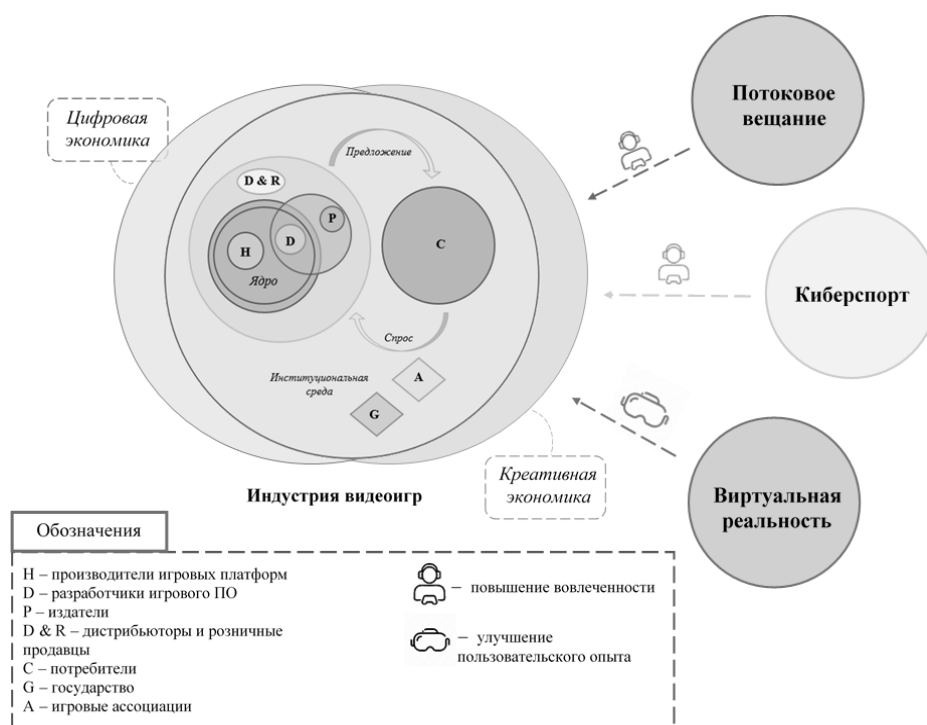 Цифровая
экономика
Потоковое
вещание
Предложение
D & R
P
D
H
C
Ядро
Киберспорт
Спрос
Институциональная
среда
A
G
Креативная
экономика
Индустрия видеоигр
Виртуальная
реальность
Обозначения
H – производители игровых платформ
D – разработчики игрового ПО
P – издатели
D & R – дистрибьюторы и розничные
продавцы
C – потребители
G – государство
A – игровые ассоциации
– повышение вовлеченности
– улучшение
пользовательского опыта